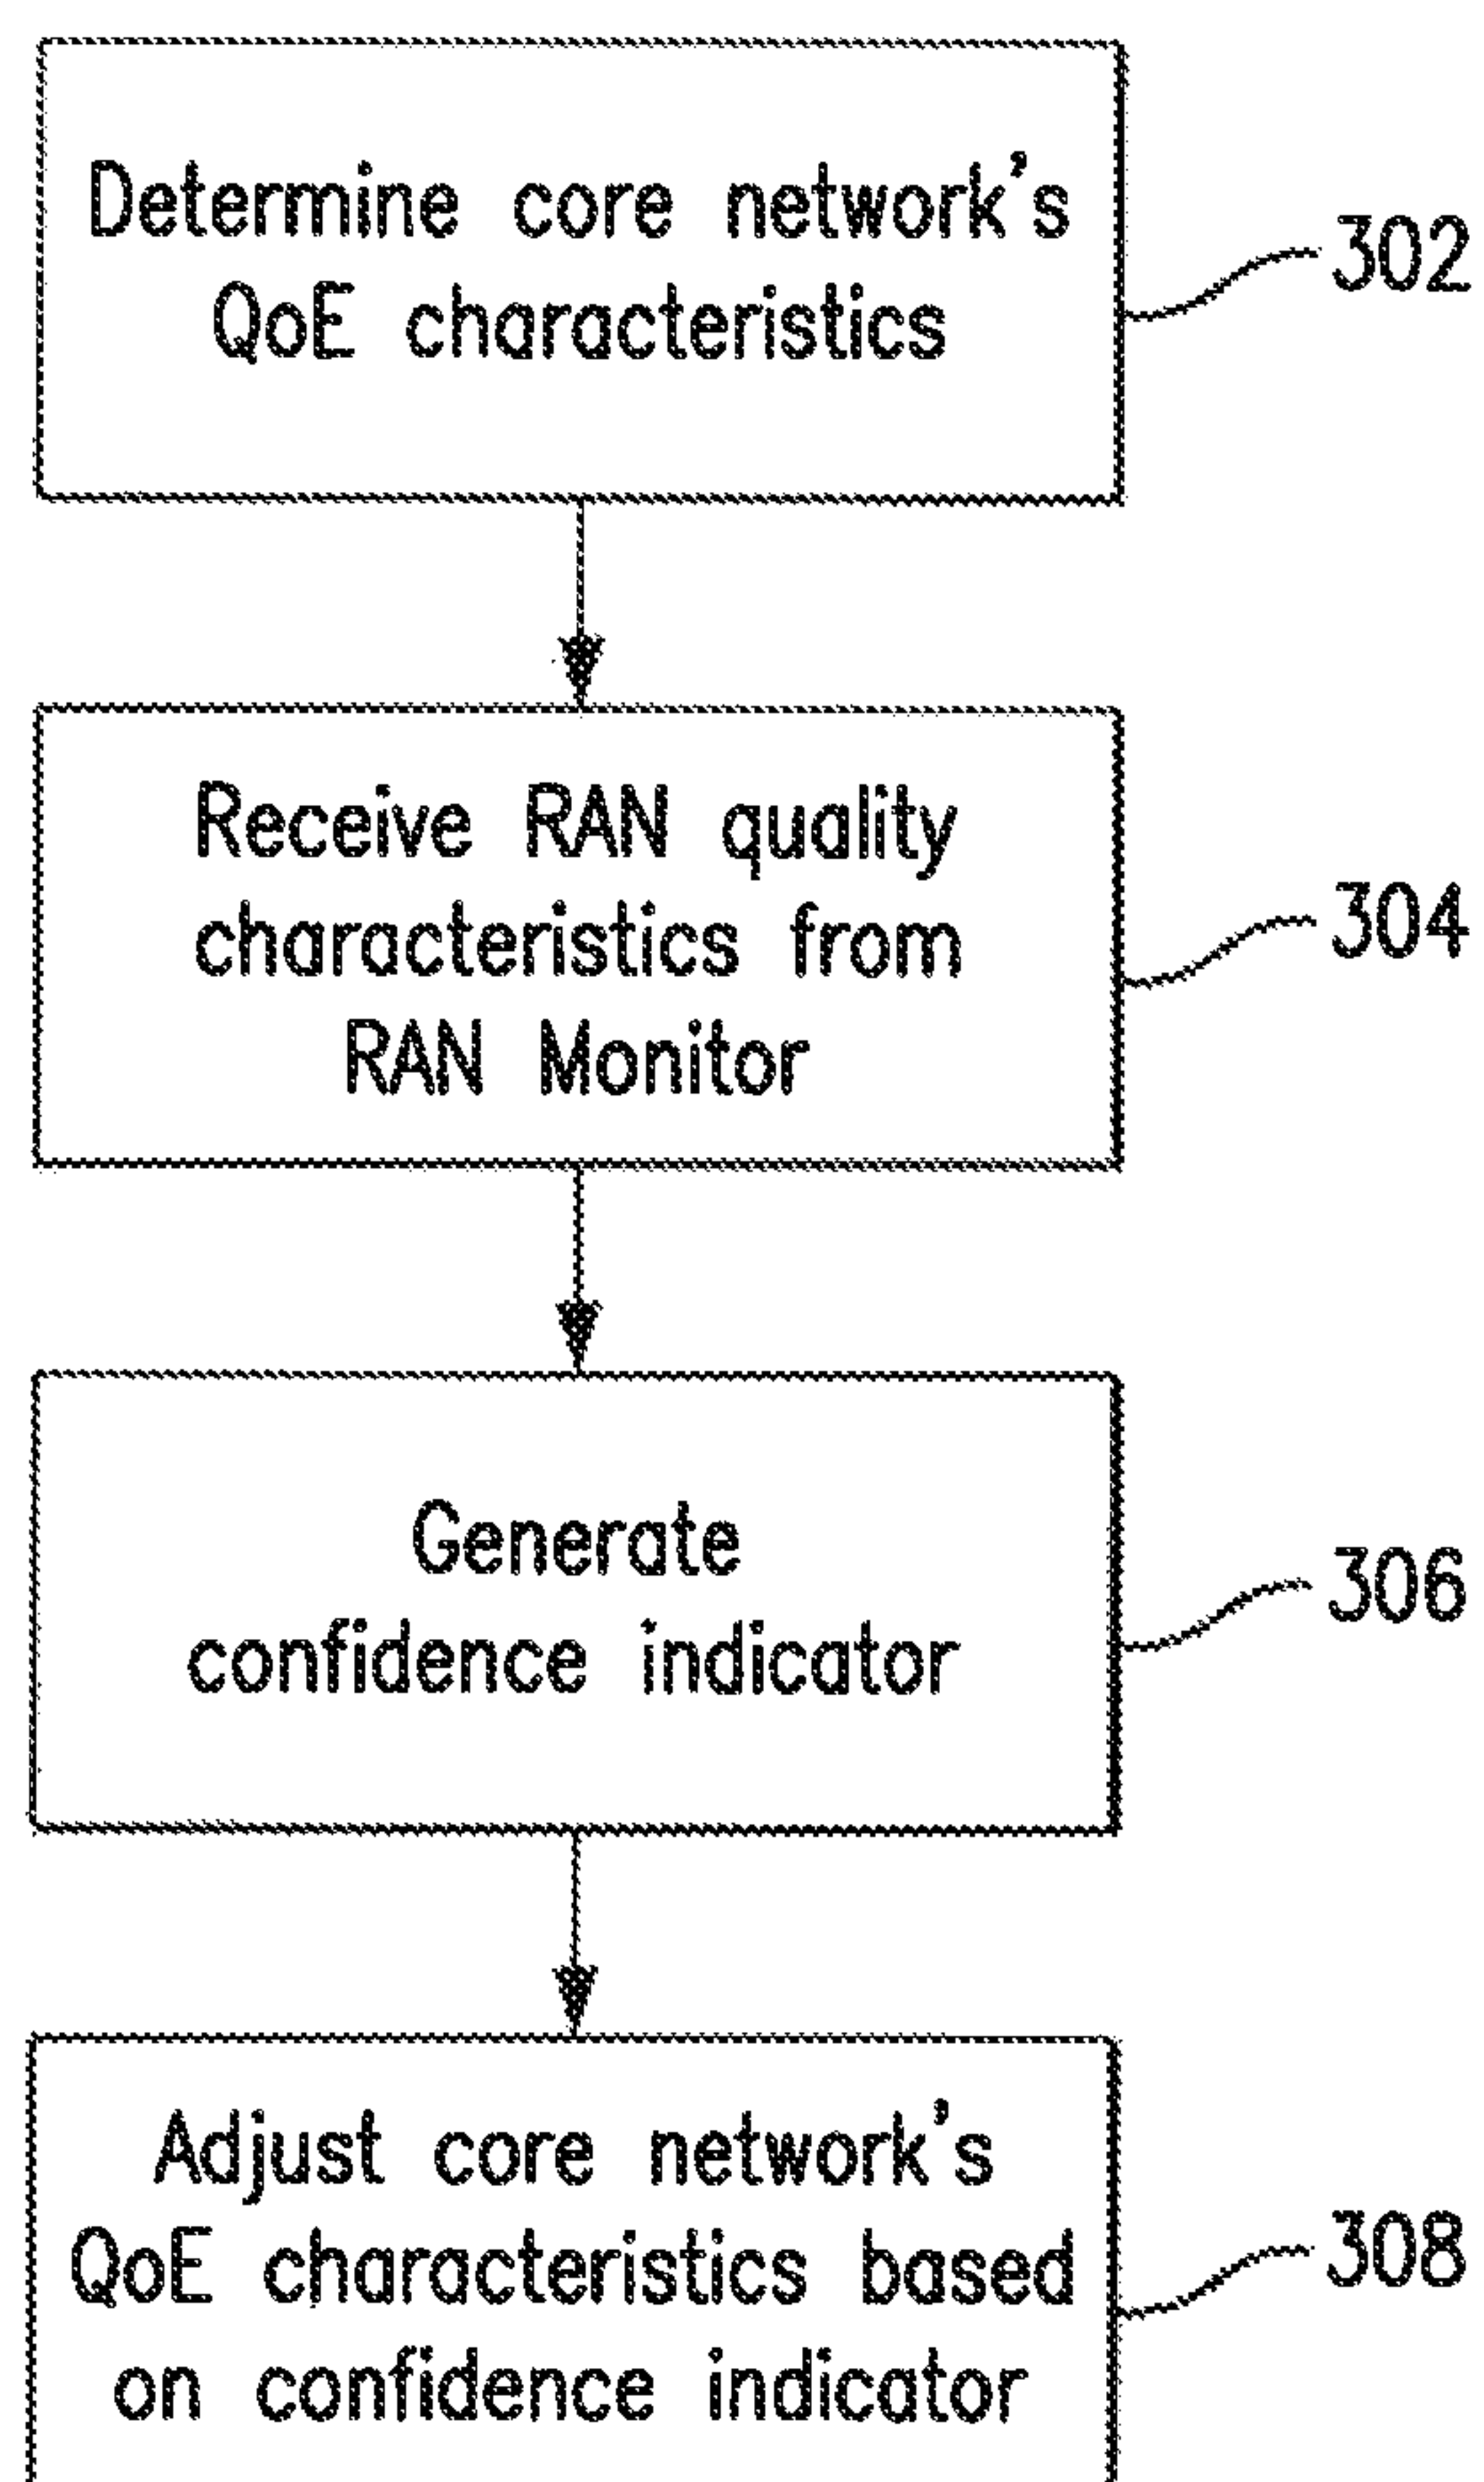 Determine core network's
QoE characteristics
302
Receive RAN quality
characteristics from
RAN Monitor
304
Generate
confidence indicator
306
Adjust core network's
QoE characteristics based
on confidence indicator
308